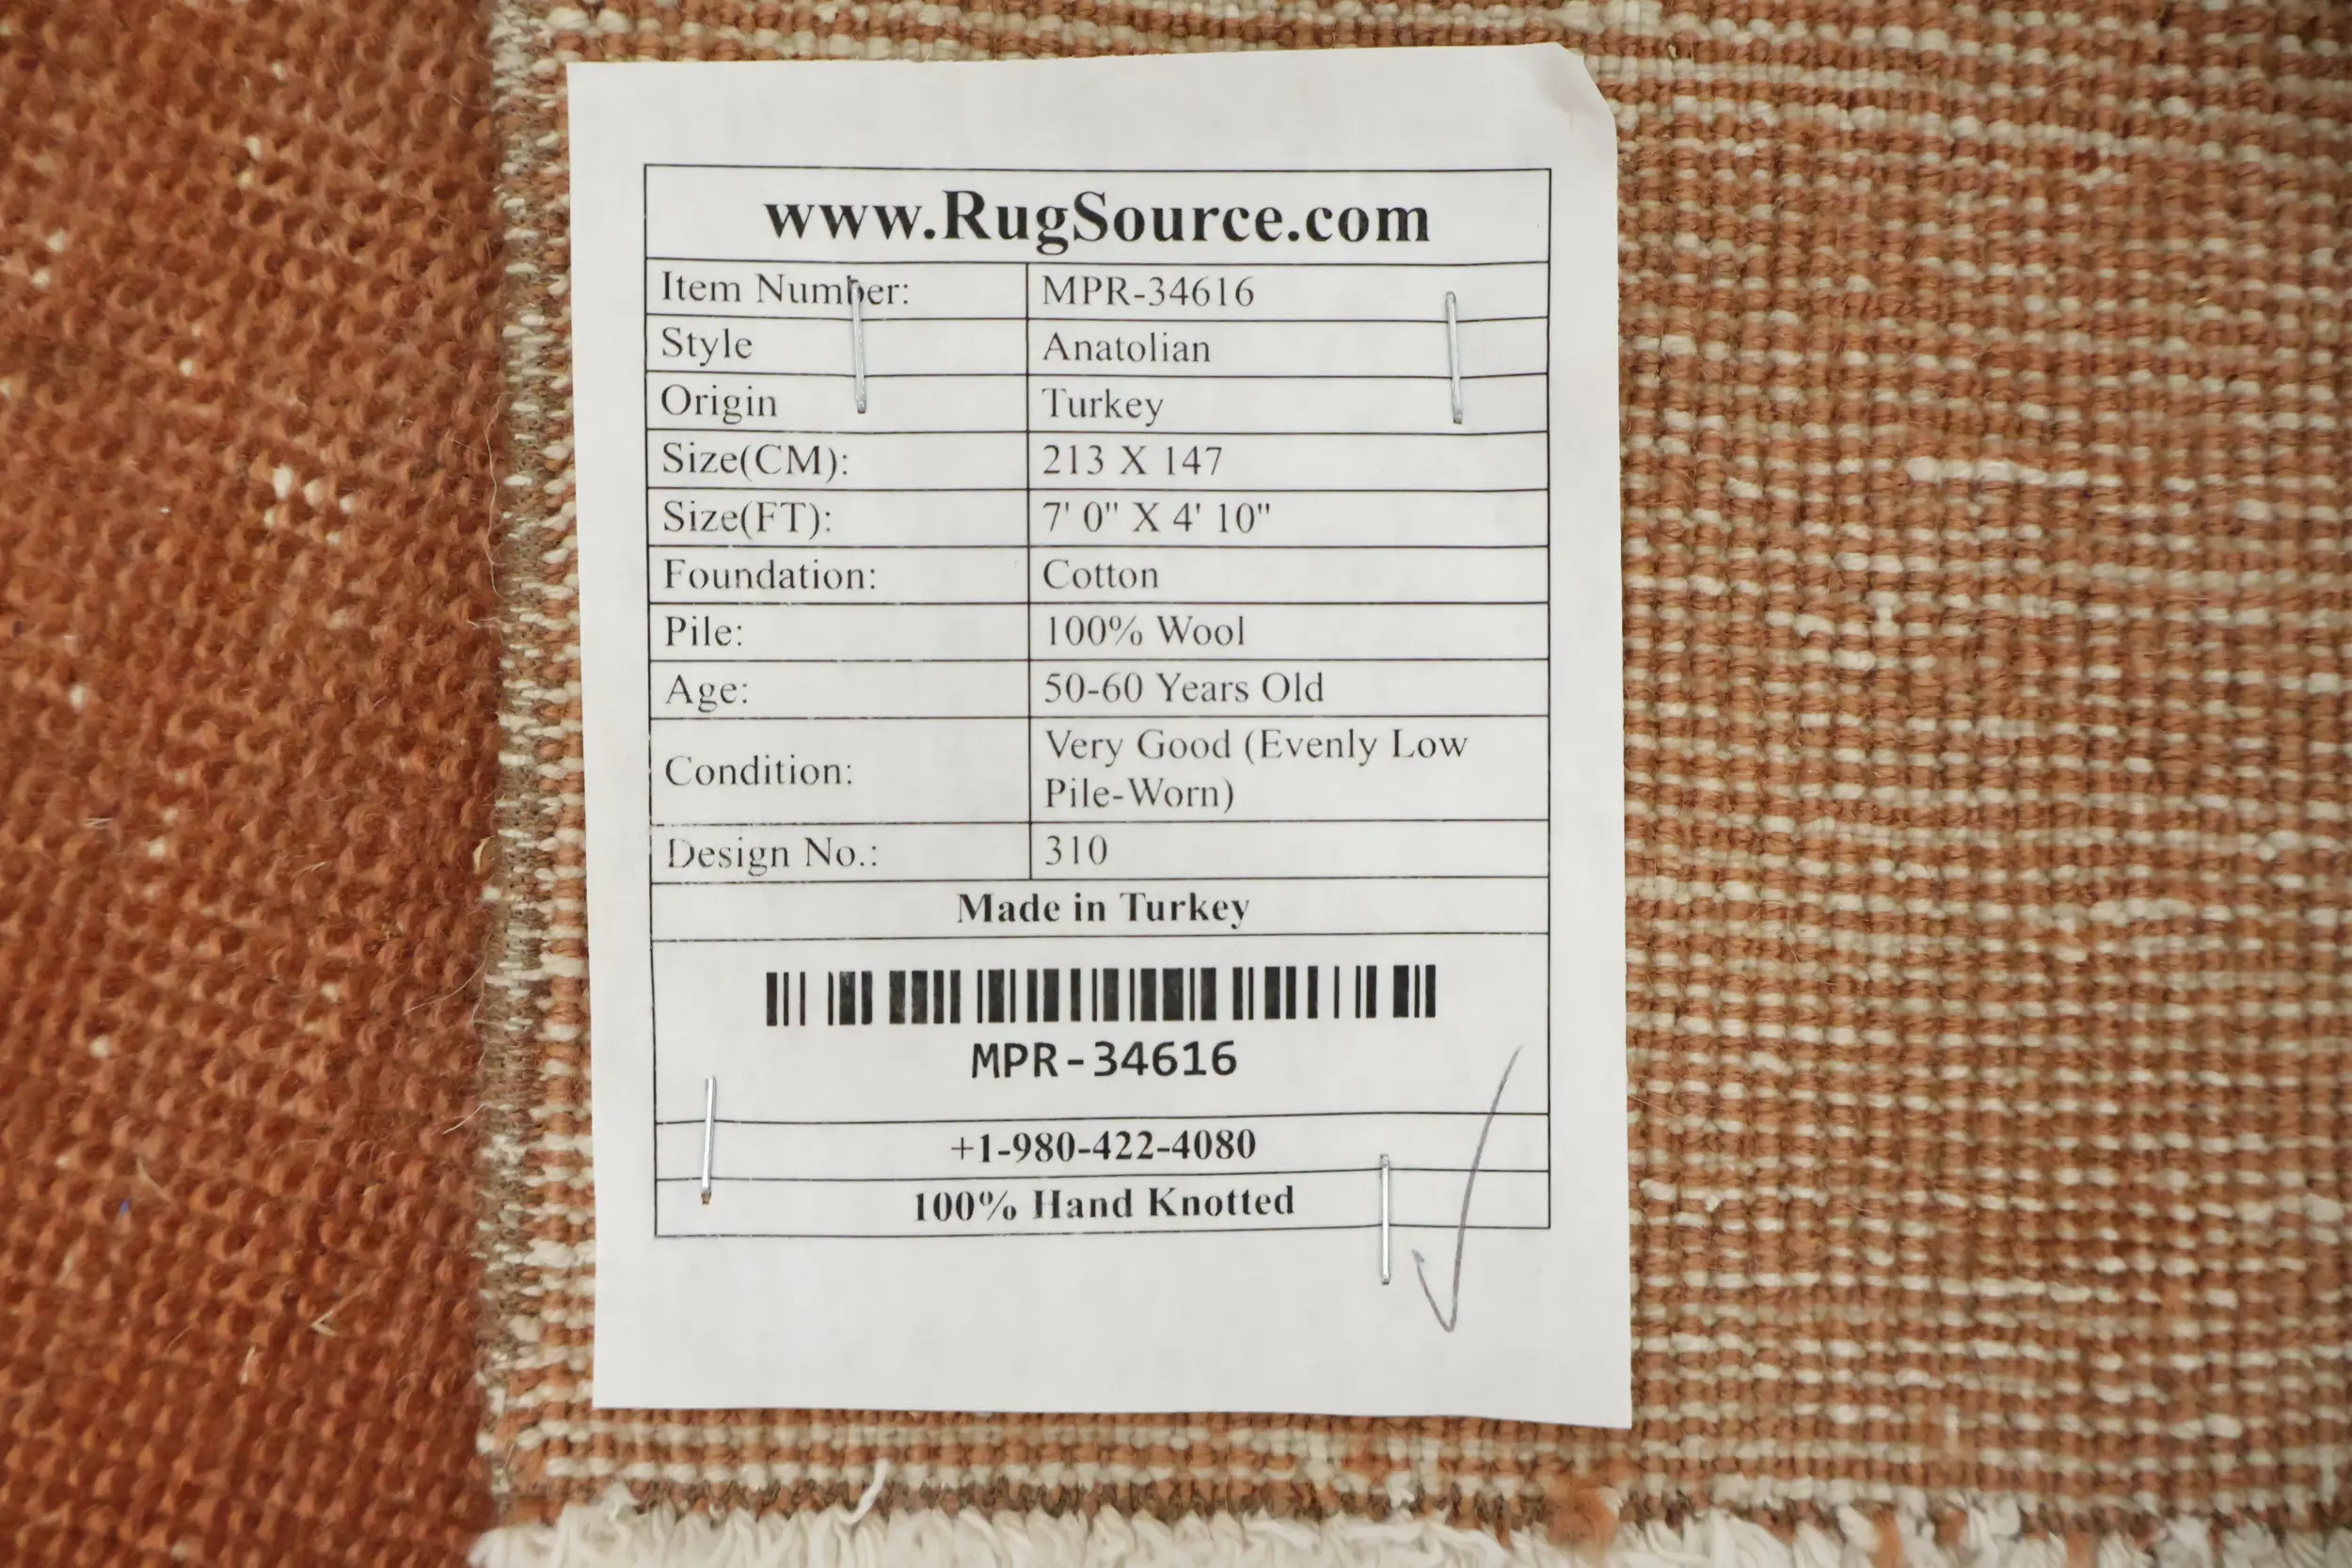 www.RugSource.com
Item Number: MPR-34616
Style Anatolian
Origin Turkey
Size(CM): 213 X 147
Size(FT): 7' 0" X 4' 10"
Foundation: Cotton
Pile: 100% Wool
Age: 50-60 Years Old
Condition: Very Good (Evenly Low
Pile-Worn)
Design No.: 310
Made in Turkey
MPR-34616
+1-980-422-4080
100% Hand Knotted